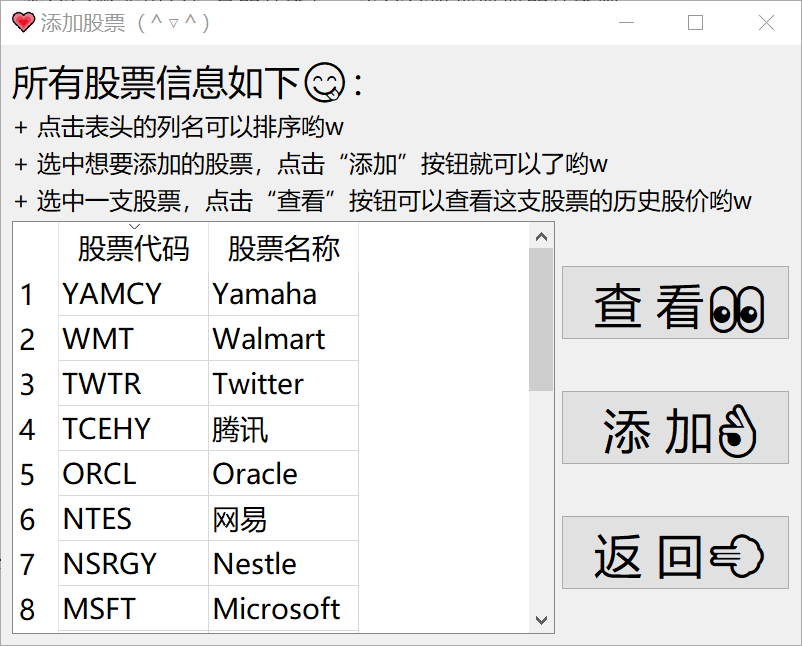 添加股票（＾▽＾）
所有股票信息如下😋：
+ 点击表头的列名可以排序哟w
+ 选中想要添加的股票，点击“添加”按钮就可以了哟w
+ 选中一支股票，点击“查看”按钮可以查看这支股票的历史股价哟w
股票代码 股票名称
1 YAMCY Yamaha
2 WMT Walmart
3 TWTR Twitter
4 TCEHY 腾讯
5 ORCL Oracle
6 NTES 网易
7 NSRGY Nestle
8 MSFT Microsoft
查 看👀
添 加👌
返 回👈